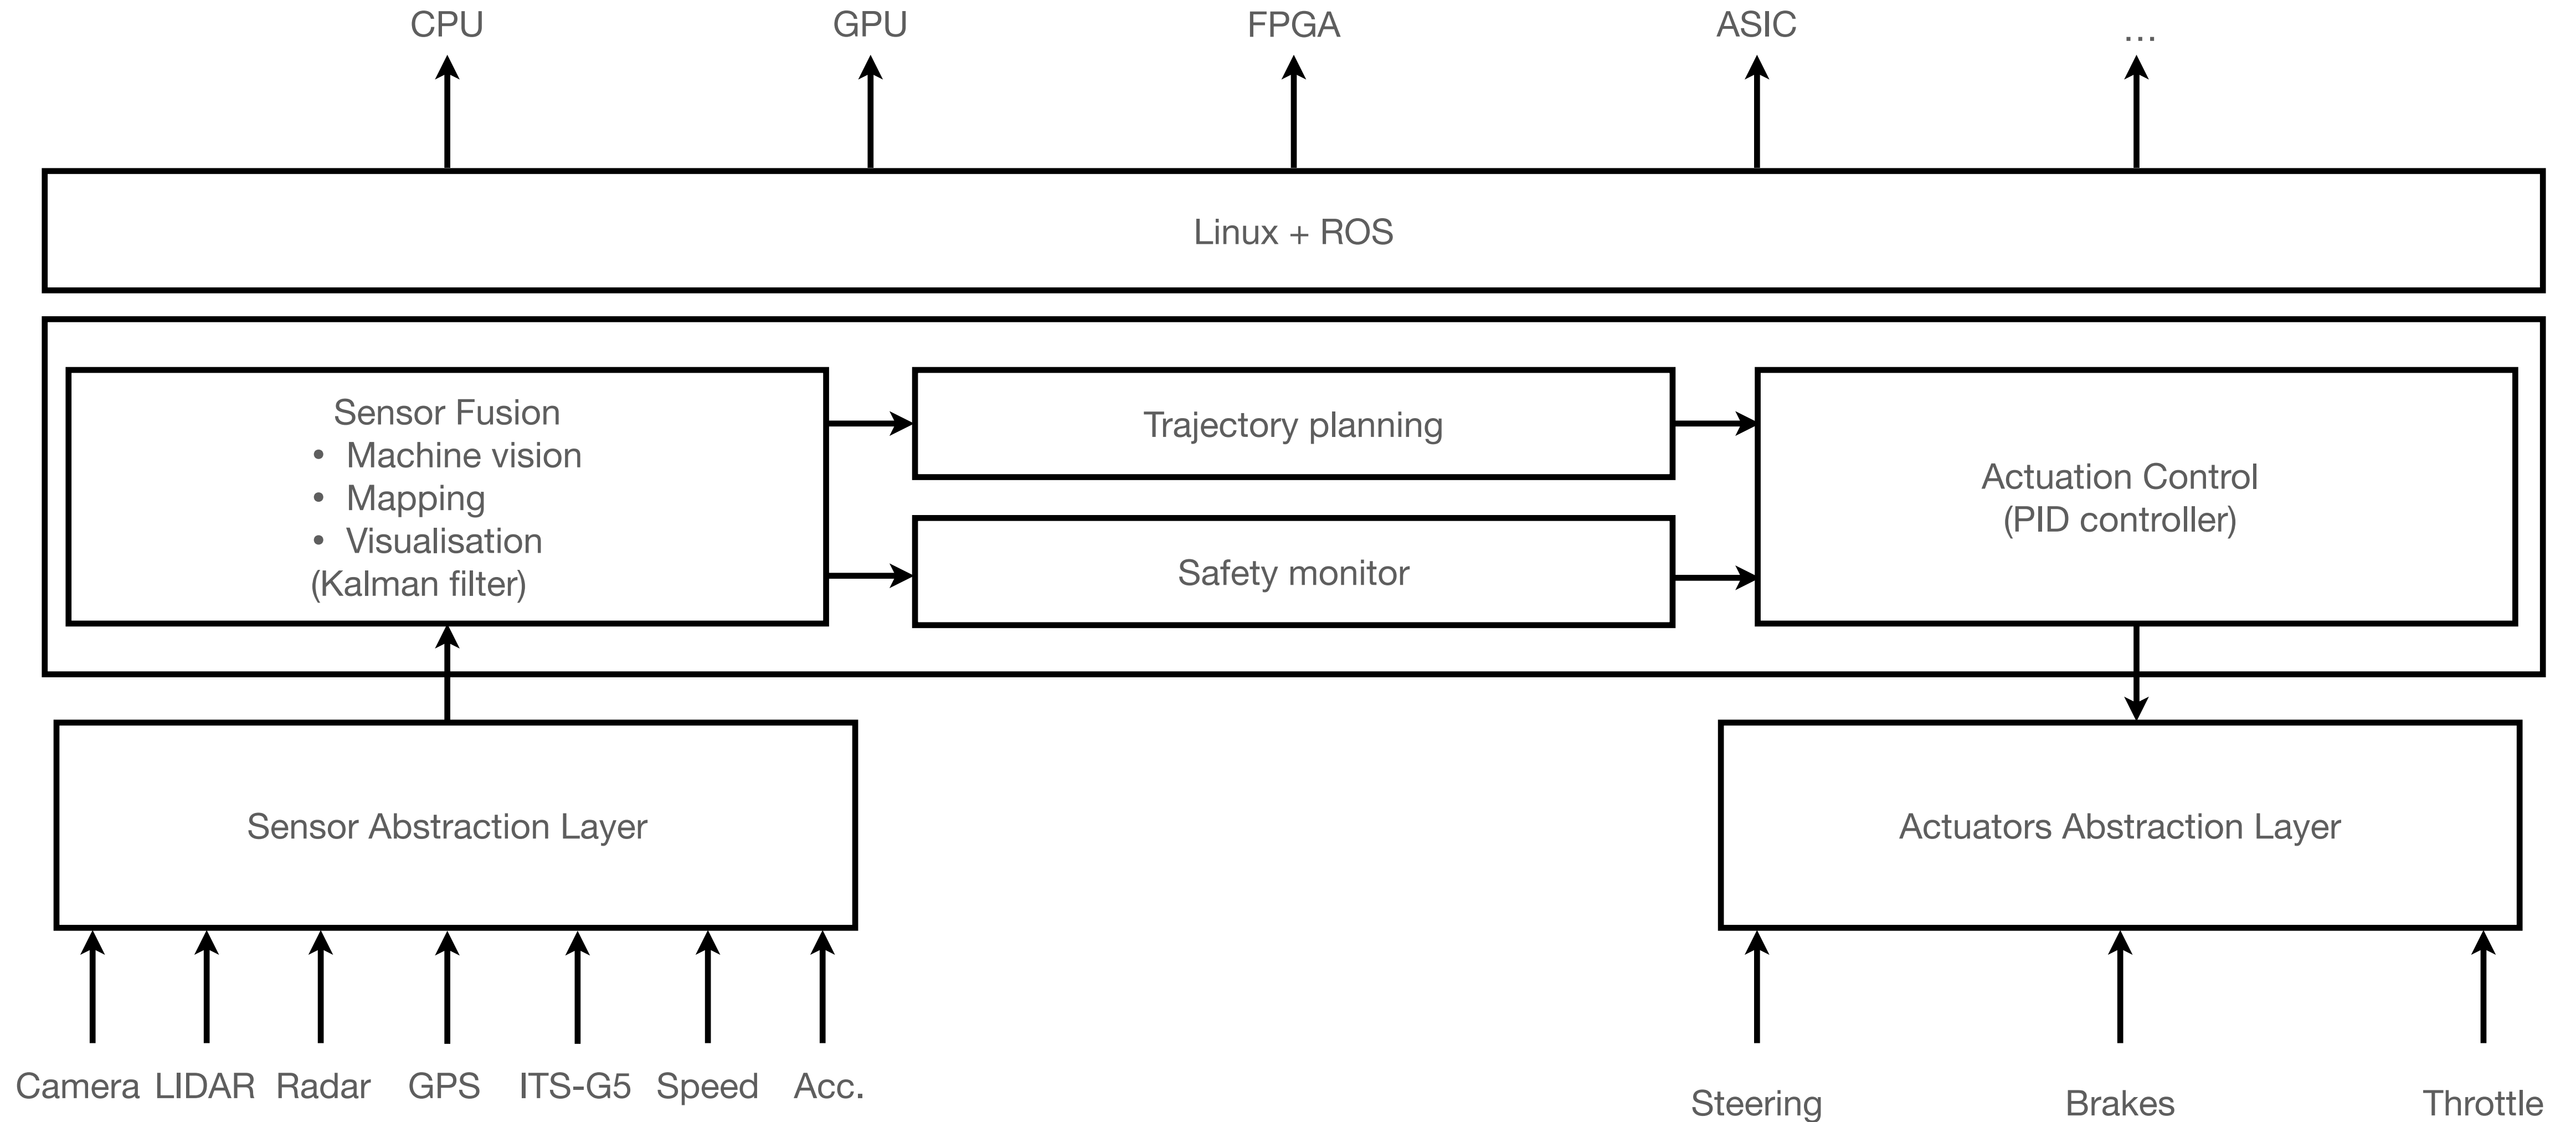 CPU GPU FPGA ASIC ...
Linux + ROS
Sensor Fusion
• Machine vision
• Mapping
• Visualisation
(Kalman filter)
Trajectory planning
Safety monitor
Actuation Control
(PID controller)
Sensor Abstraction Layer
Actuators Abstraction Layer
Camera LIDAR Radar GPS ITS-G5 Speed Acc.
Steering Brakes Throttle